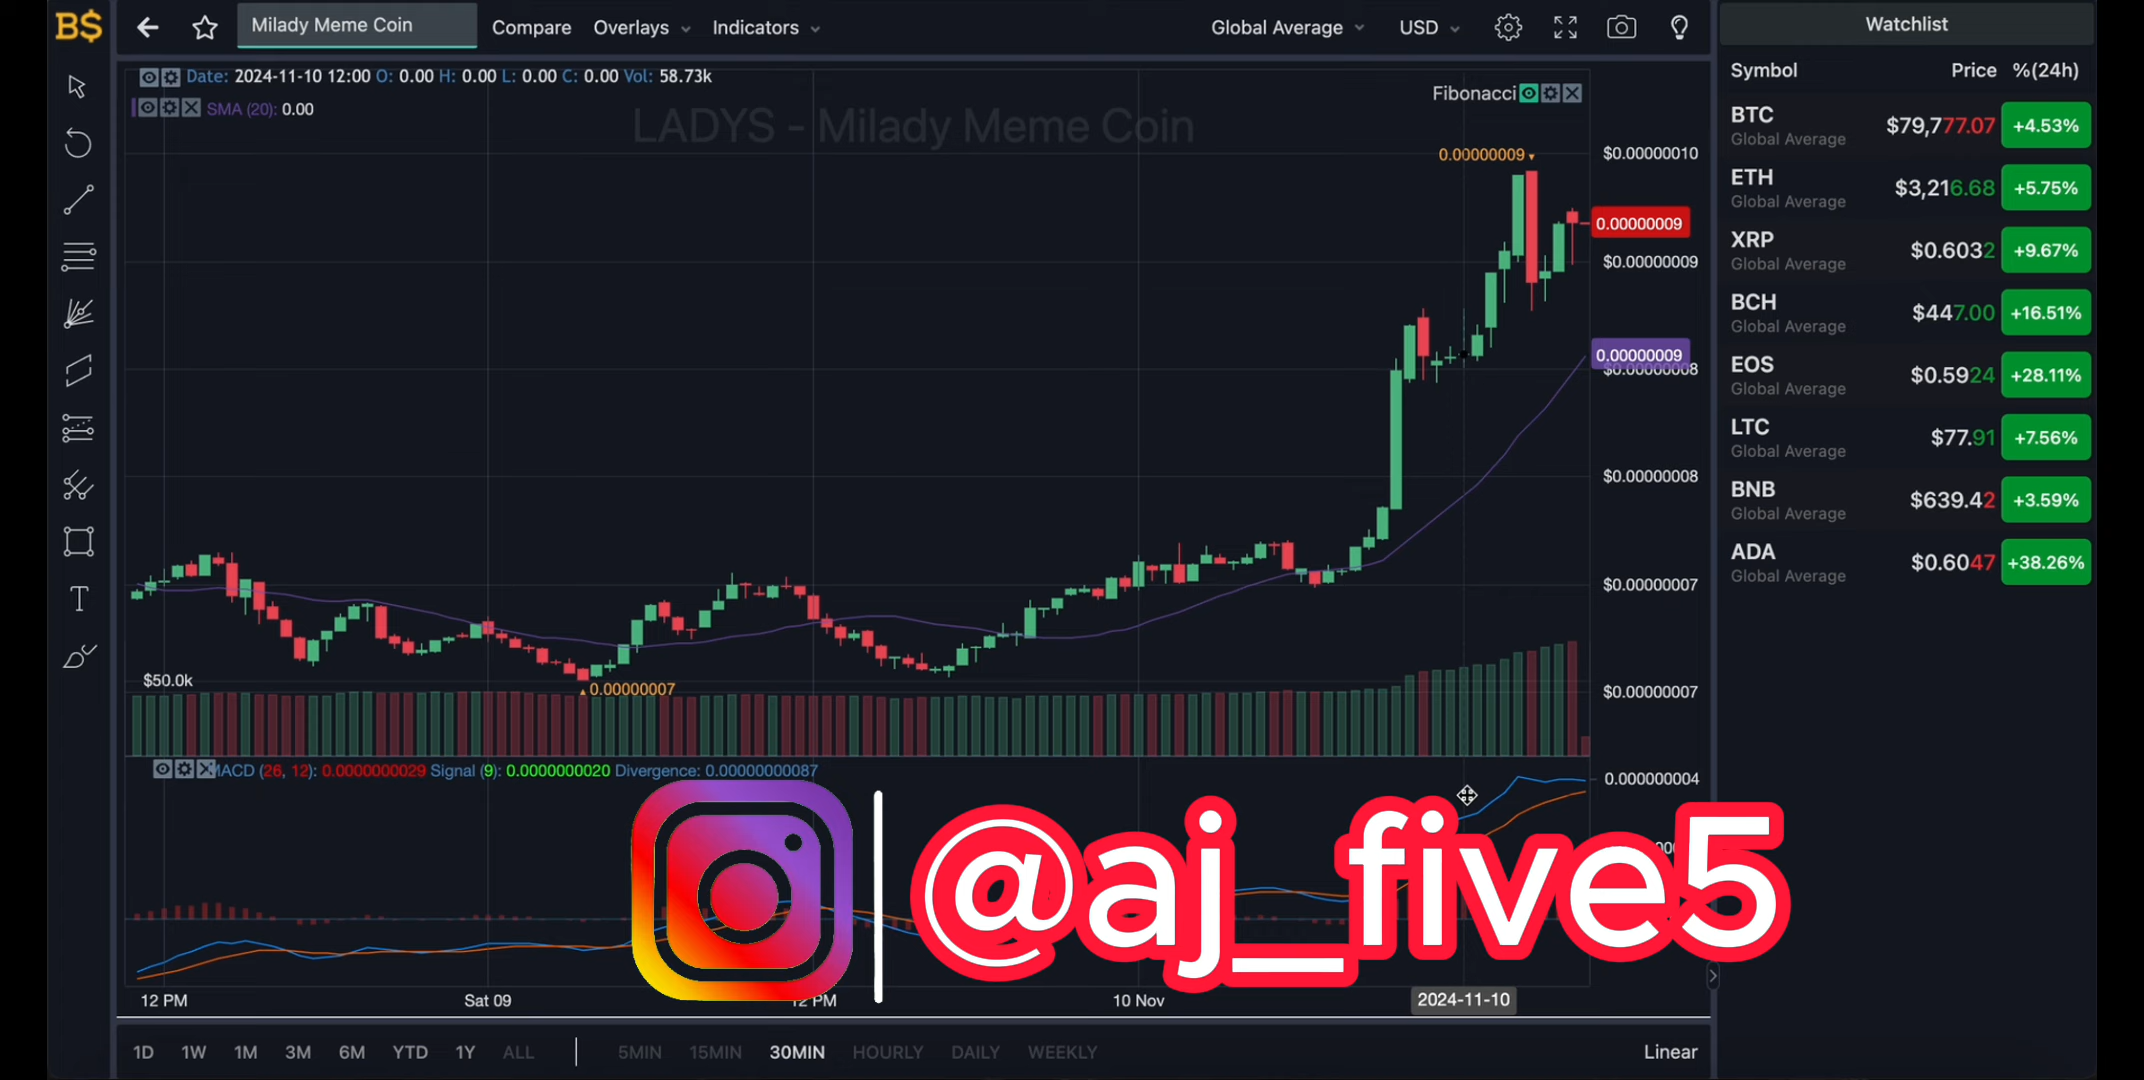 B$
Milady Meme Coin
Compare
Overlays
Indicators
Global Average
USD
Date: 2024-11-10 12:00 O: 0.00 H: 0.00 L: 0.00 C: 0.00 Vol: 58.73k
SMA (20): 0.00
LADYS - Milady Meme Coin
Fibonacci
0.00000009
$0.00000010
0.00000009
$0.00000009
0.00000009
$0.00000008
$0.00000008
$0.00000007
$50.0k
0.00000007
$0.00000007
MACD (26, 12): 0.0000000029 Signal (9): 0.0000000020 Divergence: 0.00000000087
0.000000004
@aj_five5
12 PM
Sat 09
12 PM
10 Nov
2024-11-10
1D
1W
1M
3M
6M
YTD
1Y
ALL
5MIN
15MIN
30MIN
HOURLY
DAILY
WEEKLY
Linear
Watchlist
Symbol Price %(24h)
BTC $79,777.07 +4.53%
Global Average
ETH $3,216.68 +5.75%
Global Average
XRP $0.6032 +9.67%
Global Average
BCH $447.00 +16.51%
Global Average
EOS $0.5924 +28.11%
Global Average
LTC $77.91 +7.56%
Global Average
BNB $639.42 +3.59%
Global Average
ADA $0.6047 +38.26%
Global Average